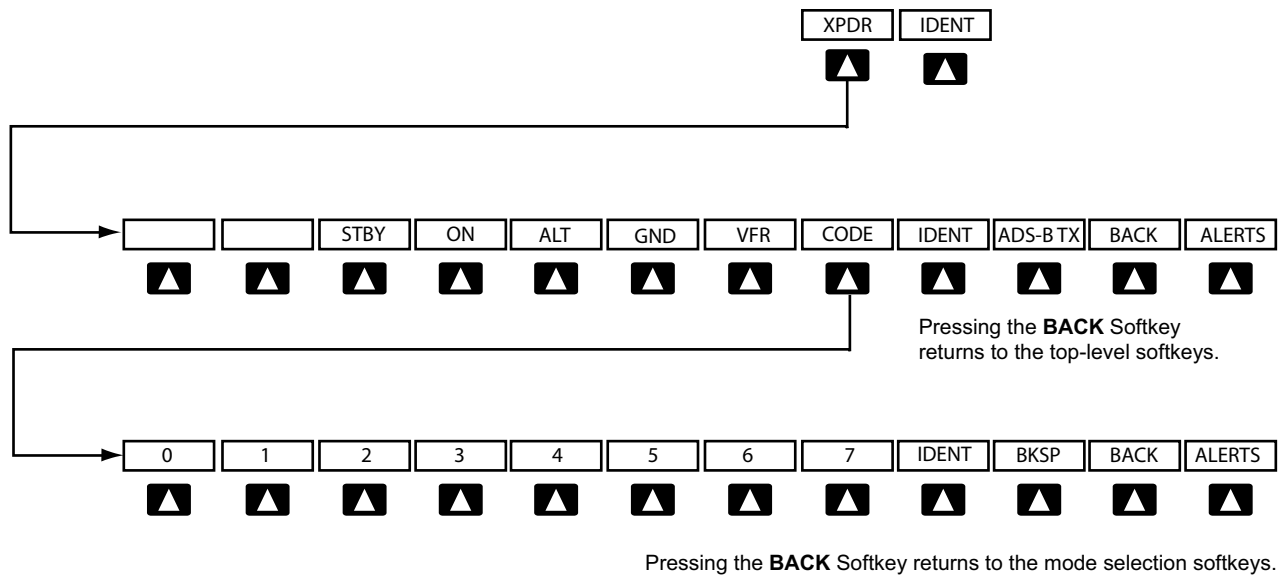 XPDR IDENT
STBY ON ALT GND VFR CODE IDENT ADS-B TX BACK ALERTS
Pressing the BACK Softkey
returns to the top-level softkeys.
0 1 2 3 4 5 6 7 IDENT BKSP BACK ALERTS
Pressing the BACK Softkey returns to the mode selection softkeys.